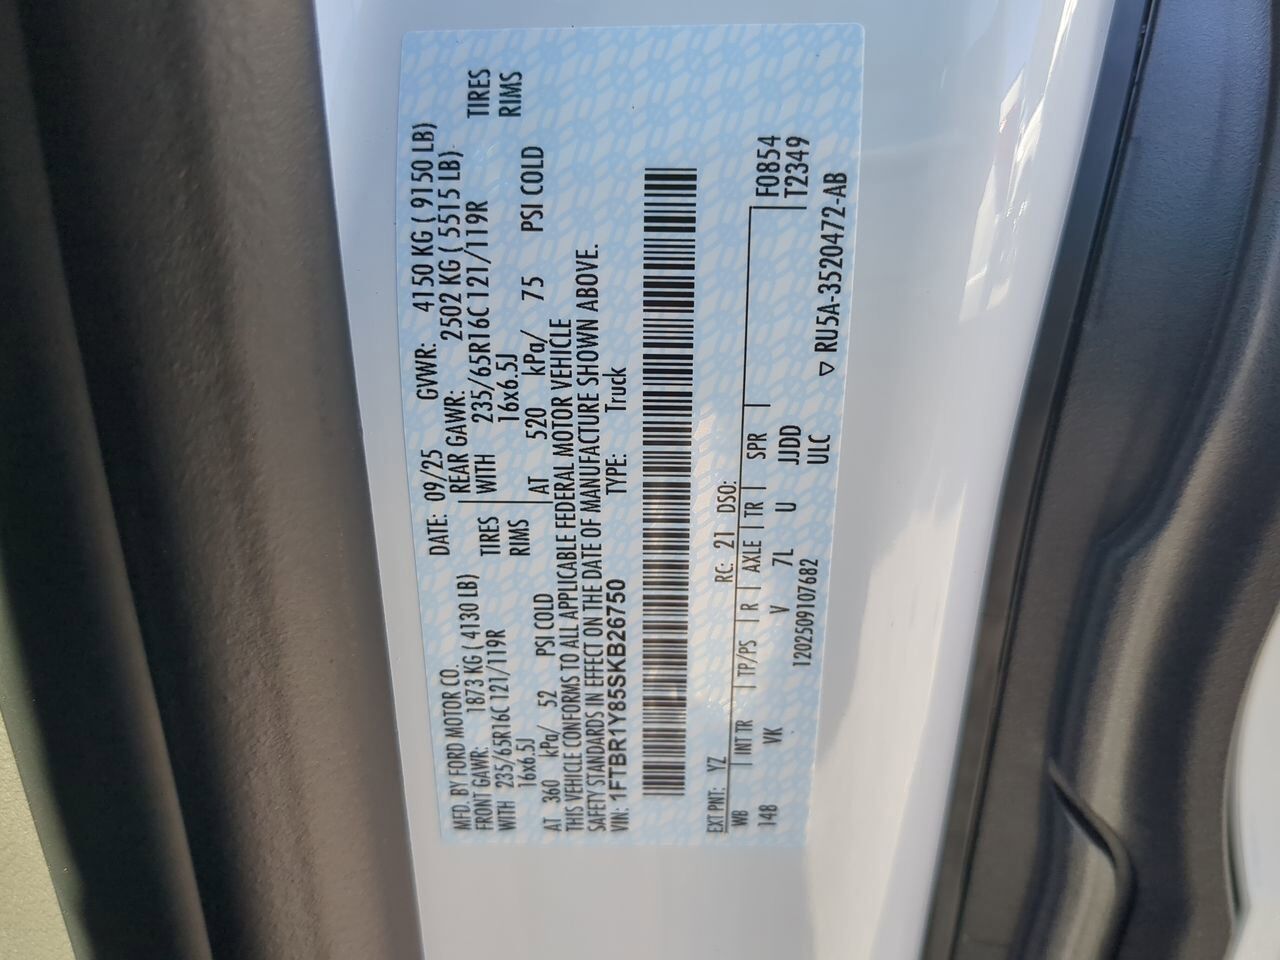 MFD. BY FORD MOTOR CO.
DATE: 09/25 GVWR: 4150 KG ( 9150 LB)
FRONT GAWR: 1873 KG ( 4130 LB) REAR GAWR: 2502 KG ( 5515 LB)
WITH 235/65R16C 121/119R TIRES WITH 235/65R16C 121/119R TIRES
16x6.5J RIMS 16x6.5J RIMS
AT 360 kPa/ 52 PSI COLD AT 520 kPa/ 75 PSI COLD
THIS VEHICLE CONFORMS TO ALL APPLICABLE FEDERAL MOTOR VEHICLE
SAFETY STANDARDS IN EFFECT ON THE DATE OF MANUFACTURE SHOWN ABOVE.
VIN: 1FTBR1Y85SKB26750 TYPE: Truck
EXT PNT: YZ RC: 21 DSO:
WB INT TR TP/PS R AXLE TR SPR F0854
148 VK V 7L U JJDD T2349
1202509107682 ULC RU5A-3520472-AB